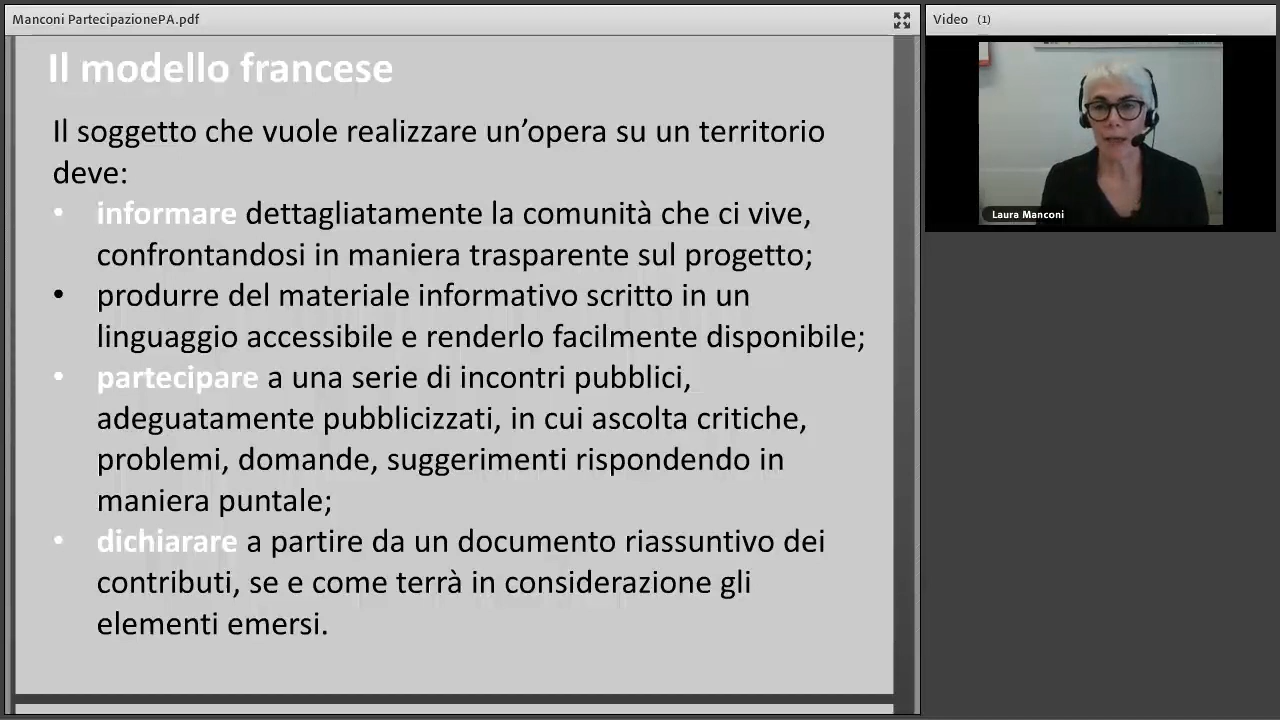 Manconi PartecipazionePA.pdf
Video (1)
Il modello francese
Il soggetto che vuole realizzare un’opera su un territorio
deve:
• informare dettagliatamente la comunità che ci vive,
confrontandosi in maniera trasparente sul progetto;
• produrre del materiale informativo scritto in un
linguaggio accessibile e renderlo facilmente disponibile;
• partecipare a una serie di incontri pubblici,
adeguatamente pubblicizzati, in cui ascolta critiche,
problemi, domande, suggerimenti rispondendo in
maniera puntale;
• dichiarare a partire da un documento riassuntivo dei
contributi, se e come terrà in considerazione gli
elementi emersi.
Laura Manconi